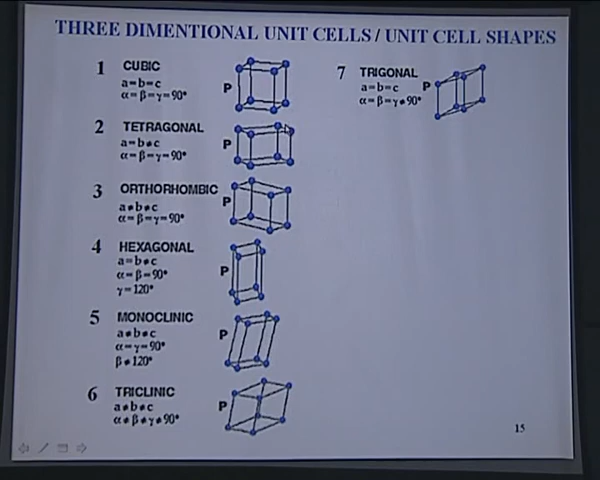 THREE DIMENTIONAL UNIT CELLS / UNIT CELL SHAPES
1 CUBIC
a=b=c
α=β=γ=90°
P
2 TETRAGONAL
a=b≠c
α=β=γ=90°
P
3 ORTHORHOMBIC
a≠b≠c
α=β=γ=90°
P
4 HEXAGONAL
a=b≠c
α=β=90°
γ=120°
P
5 MONOCLINIC
a≠b≠c
α=γ=90°
β≠120°
P
6 TRICLINIC
a≠b≠c
α≠β≠γ≠90°
P
7 TRIGONAL
a=b=c
α=β=γ≠90°
P
15